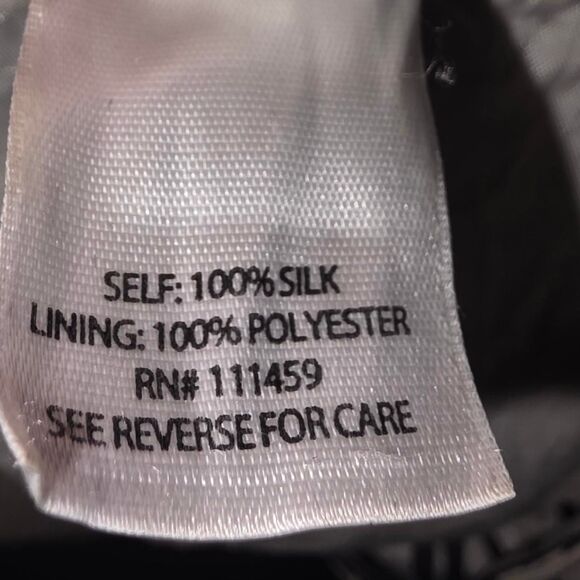 SELF: 100% SILK
LINING: 100% POLYESTER
RN# 111459
SEE REVERSE FOR CARE